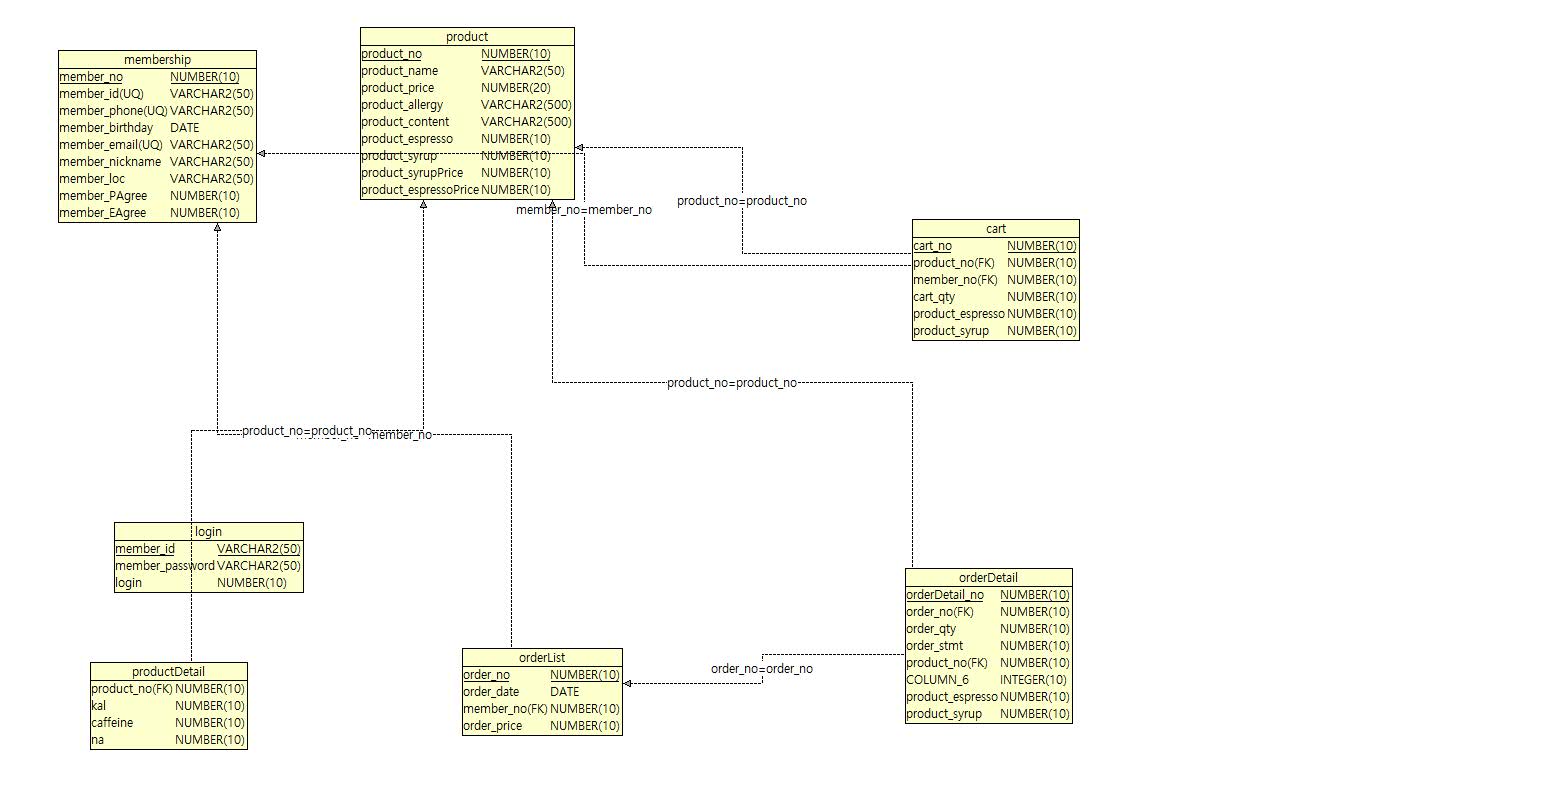 membership
member_no NUMBER(10)
member_id(UQ) VARCHAR2(50)
member_phone(UQ) VARCHAR2(50)
member_birthday DATE
member_email(UQ) VARCHAR2(50)
member_nickname VARCHAR2(50)
member_loc VARCHAR2(50)
member_PAgree NUMBER(10)
member_EAgree NUMBER(10)
product
product_no NUMBER(10)
product_name VARCHAR2(50)
product_price NUMBER(20)
product_allergy VARCHAR2(500)
product_content VARCHAR2(500)
product_espresso NUMBER(10)
product_syrup NUMBER(10)
product_syrupPrice NUMBER(10)
product_espressoPrice NUMBER(10)
member_no=member_no
product_no=product_no
cart
cart_no NUMBER(10)
product_no(FK) NUMBER(10)
member_no(FK) NUMBER(10)
cart_qty NUMBER(10)
product_espresso NUMBER(10)
product_syrup NUMBER(10)
product_no=product_no
product_no=product_no
member_no
login
member_id VARCHAR2(50)
member_password VARCHAR2(50)
login NUMBER(10)
productDetail
product_no(FK) NUMBER(10)
kal NUMBER(10)
caffeine NUMBER(10)
na NUMBER(10)
orderList
order_no NUMBER(10)
order_date DATE
member_no(FK) NUMBER(10)
order_price NUMBER(10)
order_no=order_no
orderDetail
orderDetail_no NUMBER(10)
order_no(FK) NUMBER(10)
order_qty NUMBER(10)
order_stmt NUMBER(10)
product_no(FK) NUMBER(10)
COLUMN_6 INTEGER(10)
product_espresso NUMBER(10)
product_syrup NUMBER(10)